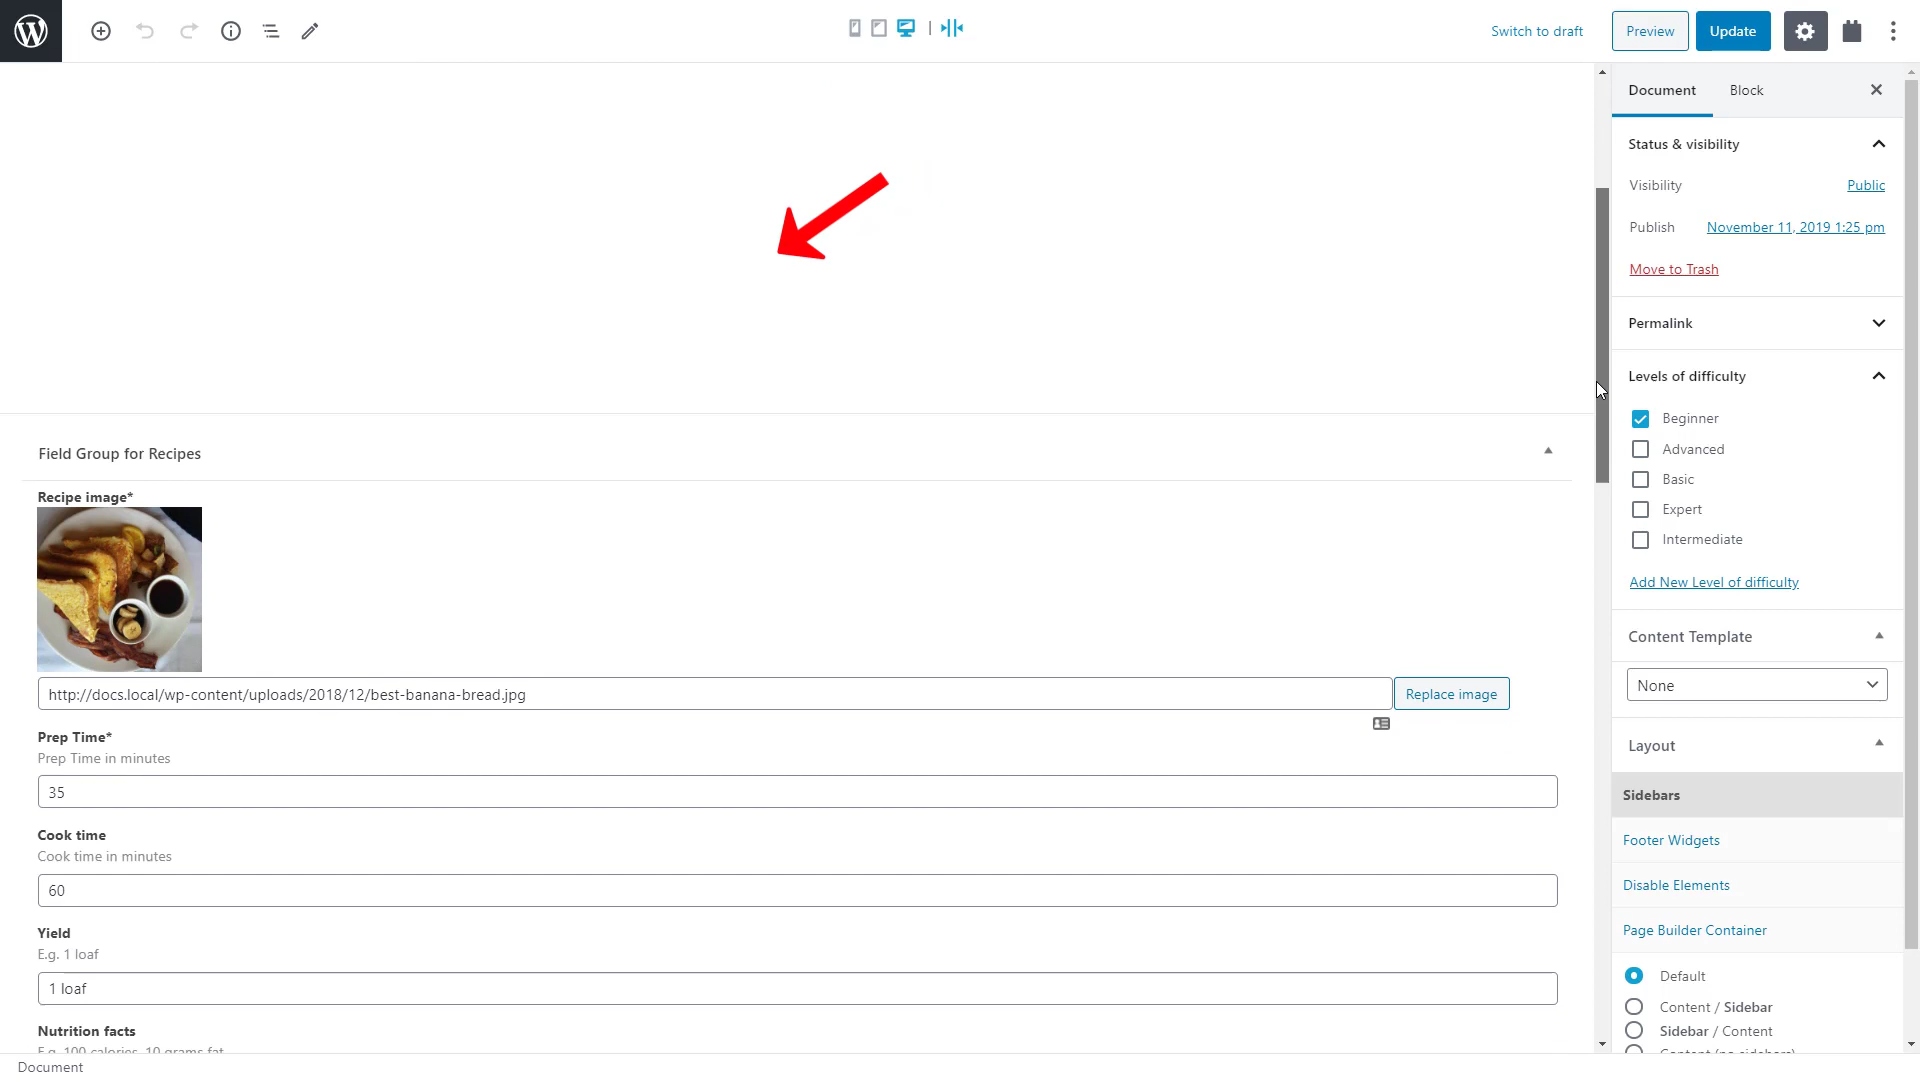 Switch to draft
Preview
Update
Document
Block
Status & visibility
Visibility
Public
Publish
November 11, 2019 1:25 pm
Move to Trash
Permalink
Levels of difficulty
Beginner
Advanced
Basic
Expert
Intermediate
Add New Level of difficulty
Content Template
None
Layout
Sidebars
Footer Widgets
Disable Elements
Page Builder Container
Default
Content / Sidebar
Sidebar / Content
Content (no sidebars)
Field Group for Recipes
Recipe image*
http://docs.local/wp-content/uploads/2018/12/best-banana-bread.jpg
Replace image
Prep Time*
Prep Time in minutes
35
Cook time
Cook time in minutes
60
Yield
E.g. 1 loaf
1 loaf
Nutrition facts
E.g. 100 calories, 10 grams fat
Document